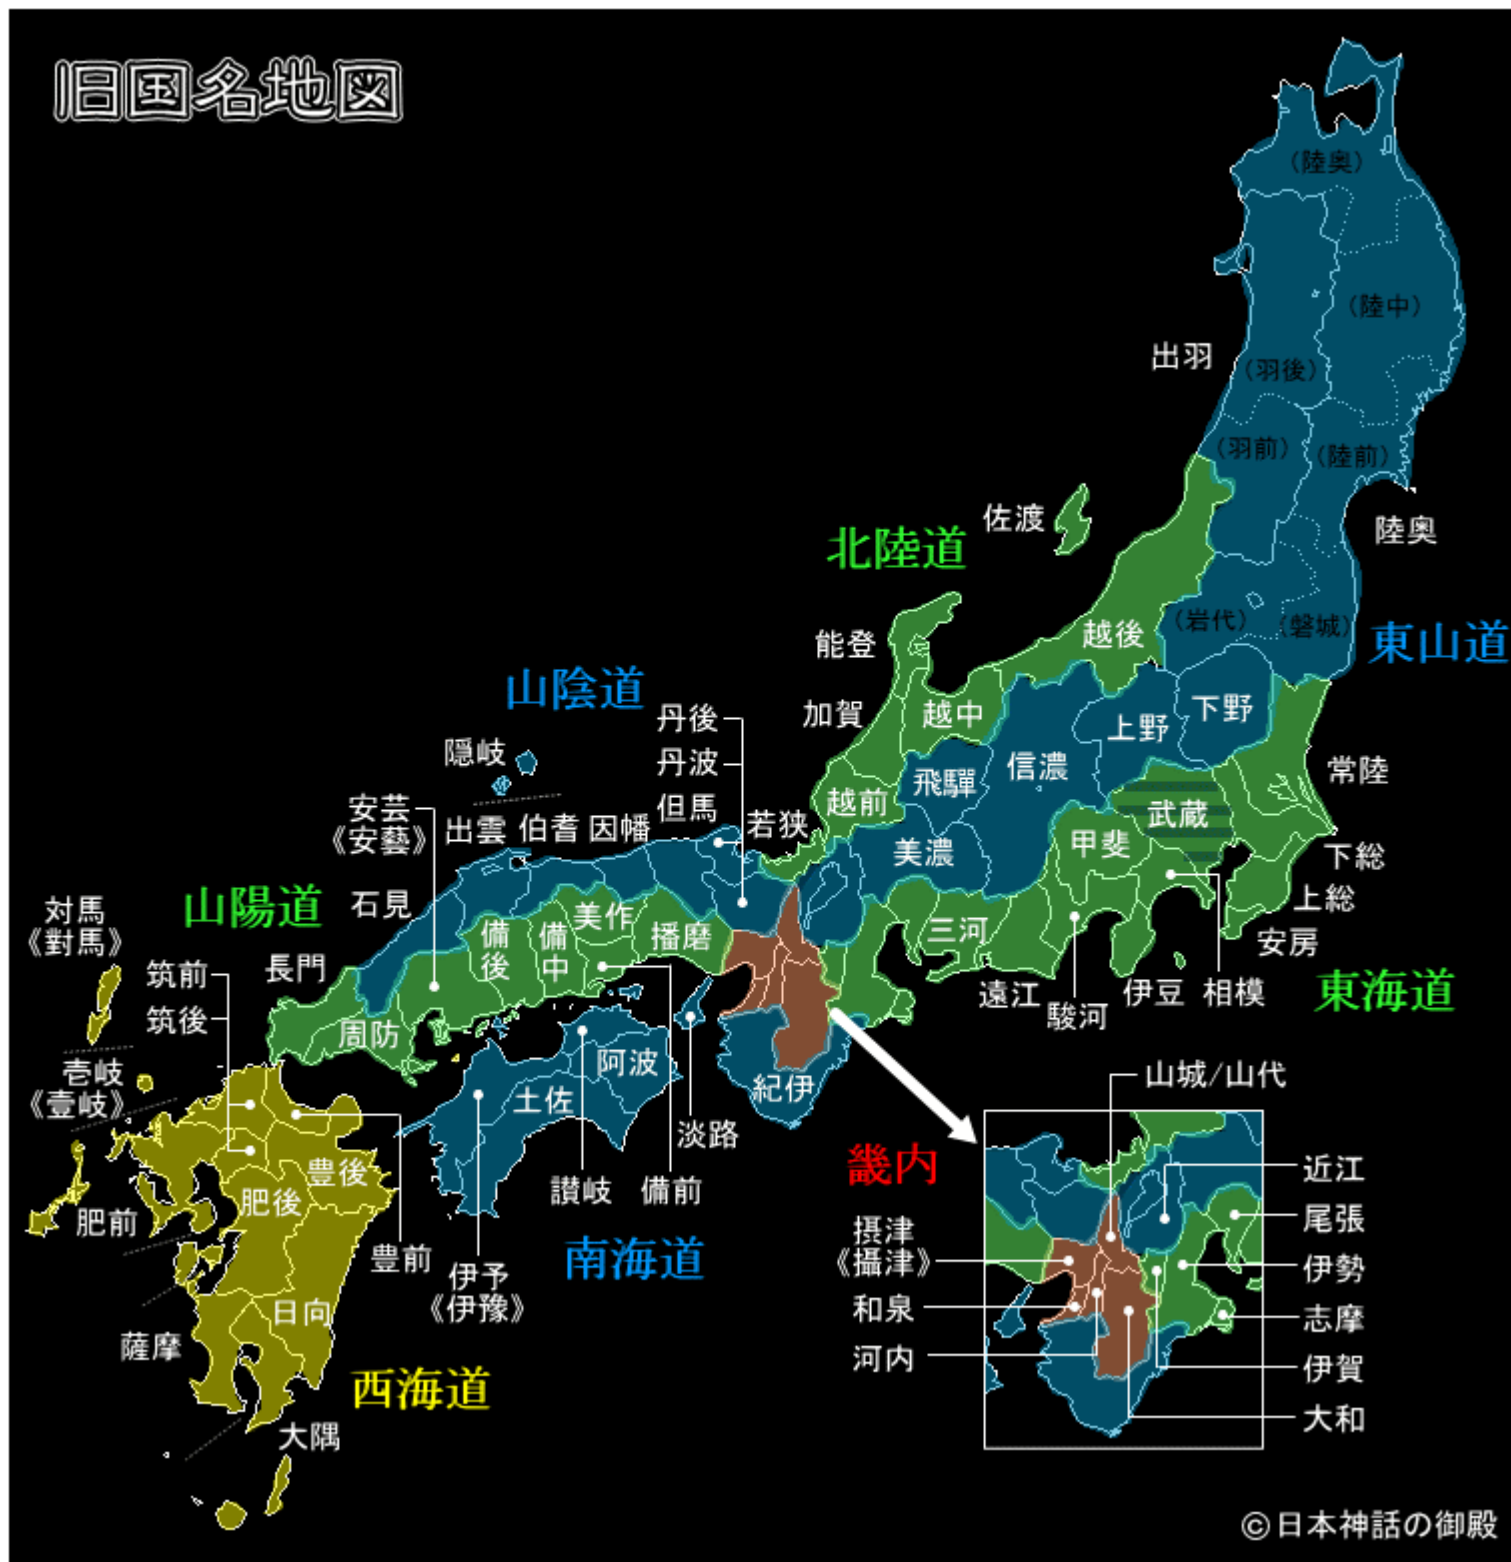 旧国名地図
(陸奥)
(陸中)
出羽
(羽後)
(羽前)
(陸前)
佐渡
陸奥
北陸道
(岩代)
(磐城)
東山道
越後
能登
山陰道
加賀
越中
下野
上野
丹後
隠岐
丹波
信濃
常陸
飛驒
安芸
《安藝》
但馬
越前
武蔵
出雲
伯耆
因幡
若狭
美濃
甲斐
下総
山陽道
石見
美作
上総
対馬
《對馬》
備後
備中
播磨
三河
安房
長門
筑前
遠江
伊豆
相模
東海道
筑後
周防
駿河
壱岐
《壹岐》
阿波
土佐
紀伊
山城/山代
淡路
畿内
豊後
近江
肥後
讃岐
備前
肥前
尾張
摂津
《攝津》
豊前
南海道
伊予
《伊豫》
伊勢
和泉
日向
志摩
薩摩
河内
伊賀
西海道
大和
大隅
©日本神話の御殿